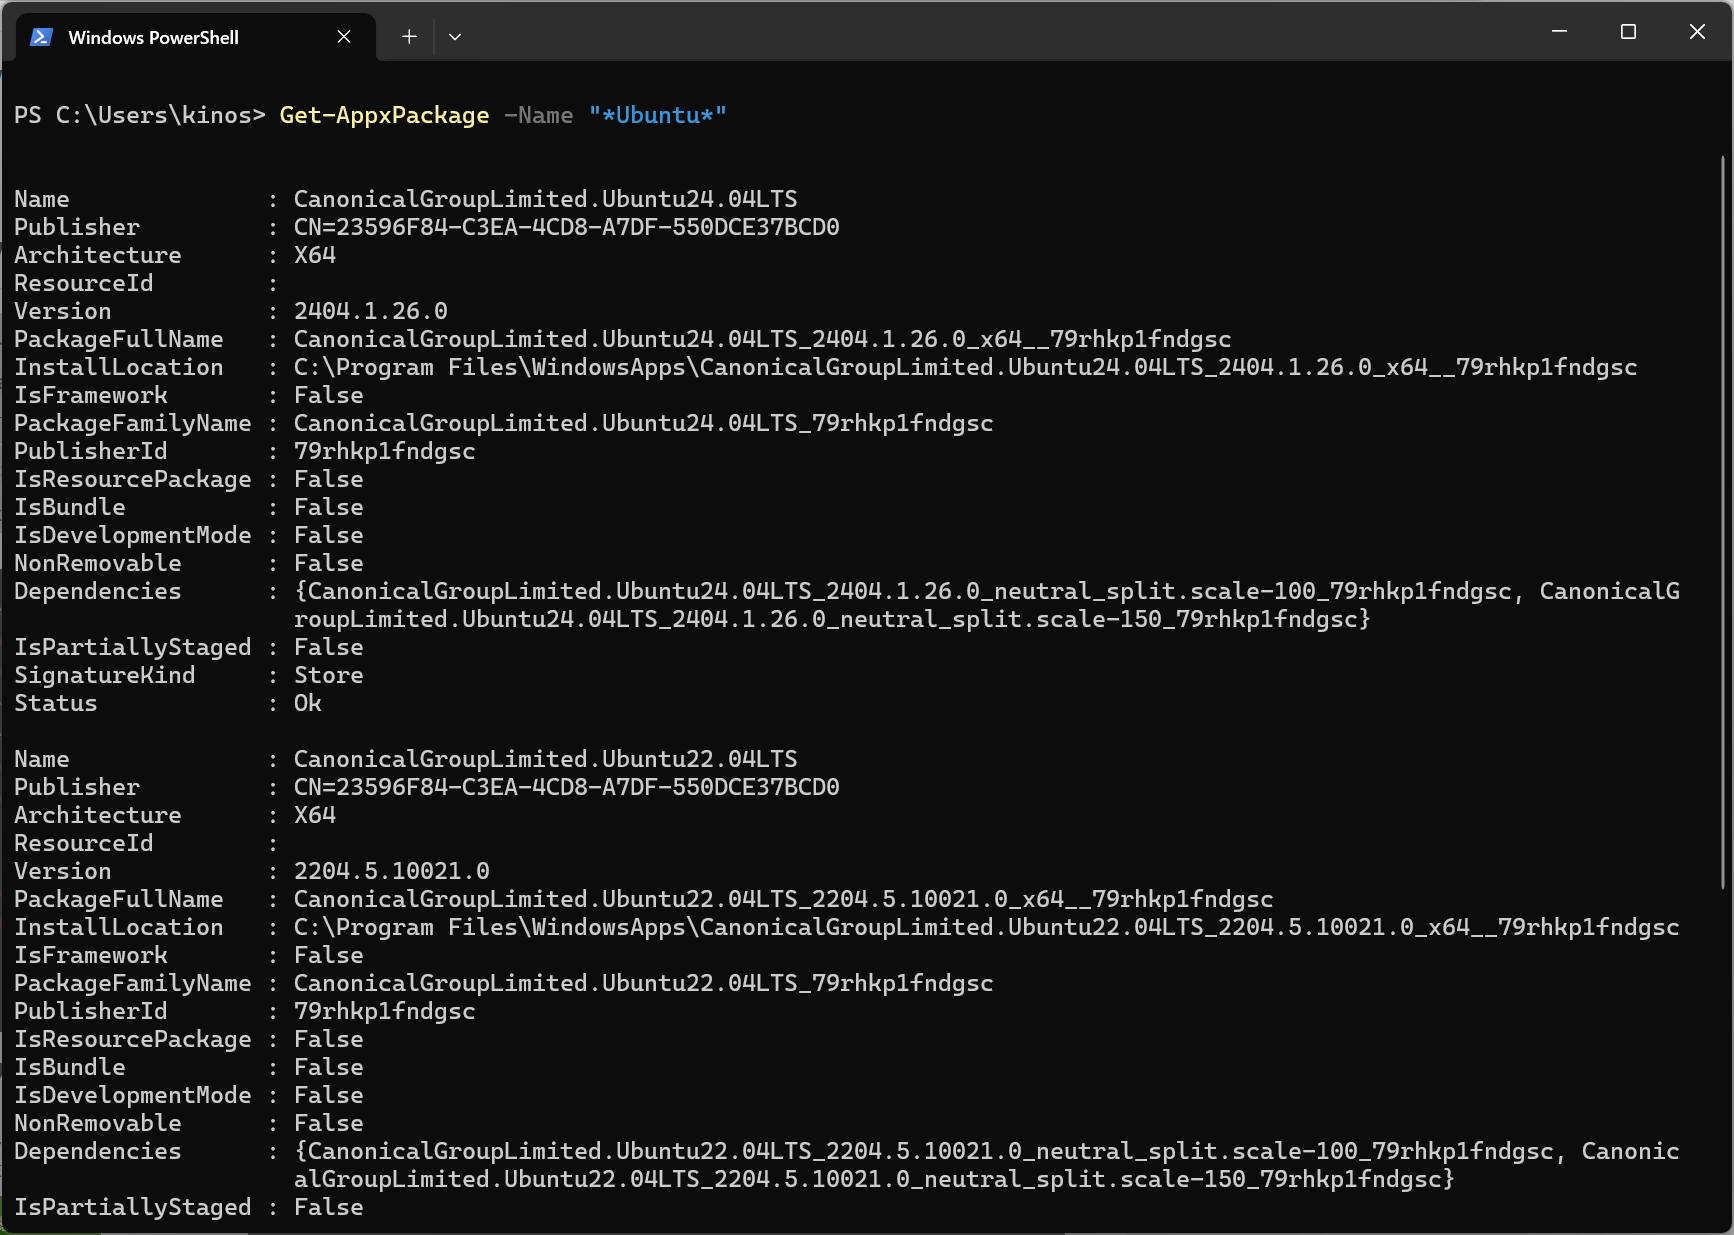 Windows PowerShell
PS C:\Users\kinos> Get-AppxPackage -Name "*Ubuntu*"
Name              : CanonicalGroupLimited.Ubuntu24.04LTS
Publisher         : CN=23596F84-C3EA-4CD8-A7DF-550DCE37BCD0
Architecture      : X64
ResourceId        :
Version           : 2404.1.26.0
PackageFullName   : CanonicalGroupLimited.Ubuntu24.04LTS_2404.1.26.0_x64__79rhkp1fndgsc
InstallLocation   : C:\Program Files\WindowsApps\CanonicalGroupLimited.Ubuntu24.04LTS_2404.1.26.0_x64__79rhkp1fndgsc
IsFramework       : False
PackageFamilyName : CanonicalGroupLimited.Ubuntu24.04LTS_79rhkp1fndgsc
PublisherId       : 79rhkp1fndgsc
IsResourcePackage : False
IsBundle          : False
IsDevelopmentMode : False
NonRemovable      : False
Dependencies      : {CanonicalGroupLimited.Ubuntu24.04LTS_2404.1.26.0_neutral_split.scale-100_79rhkp1fndgsc, CanonicalG
                    roupLimited.Ubuntu24.04LTS_2404.1.26.0_neutral_split.scale-150_79rhkp1fndgsc}
IsPartiallyStaged : False
SignatureKind     : Store
Status            : Ok
Name              : CanonicalGroupLimited.Ubuntu22.04LTS
Publisher         : CN=23596F84-C3EA-4CD8-A7DF-550DCE37BCD0
Architecture      : X64
ResourceId        :
Version           : 2204.5.10021.0
PackageFullName   : CanonicalGroupLimited.Ubuntu22.04LTS_2204.5.10021.0_x64__79rhkp1fndgsc
InstallLocation   : C:\Program Files\WindowsApps\CanonicalGroupLimited.Ubuntu22.04LTS_2204.5.10021.0_x64__79rhkp1fndgsc
IsFramework       : False
PackageFamilyName : CanonicalGroupLimited.Ubuntu22.04LTS_79rhkp1fndgsc
PublisherId       : 79rhkp1fndgsc
IsResourcePackage : False
IsBundle          : False
IsDevelopmentMode : False
NonRemovable      : False
Dependencies      : {CanonicalGroupLimited.Ubuntu22.04LTS_2204.5.10021.0_neutral_split.scale-100_79rhkp1fndgsc, Canonic
                    alGroupLimited.Ubuntu22.04LTS_2204.5.10021.0_neutral_split.scale-150_79rhkp1fndgsc}
IsPartiallyStaged : False